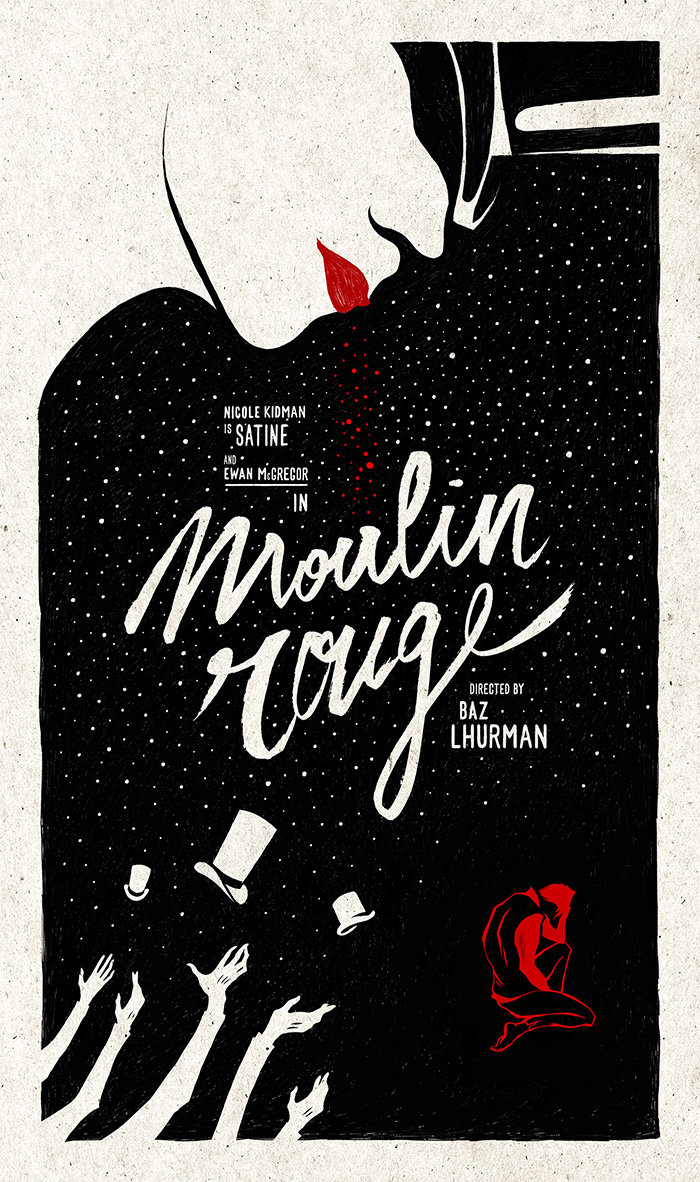 NICOLE KIDMAN
IS SATINE
AND
EWAN McGREGOR
IN
moulin
rouge
DIRECTED BY
BAZ
LHURMAN